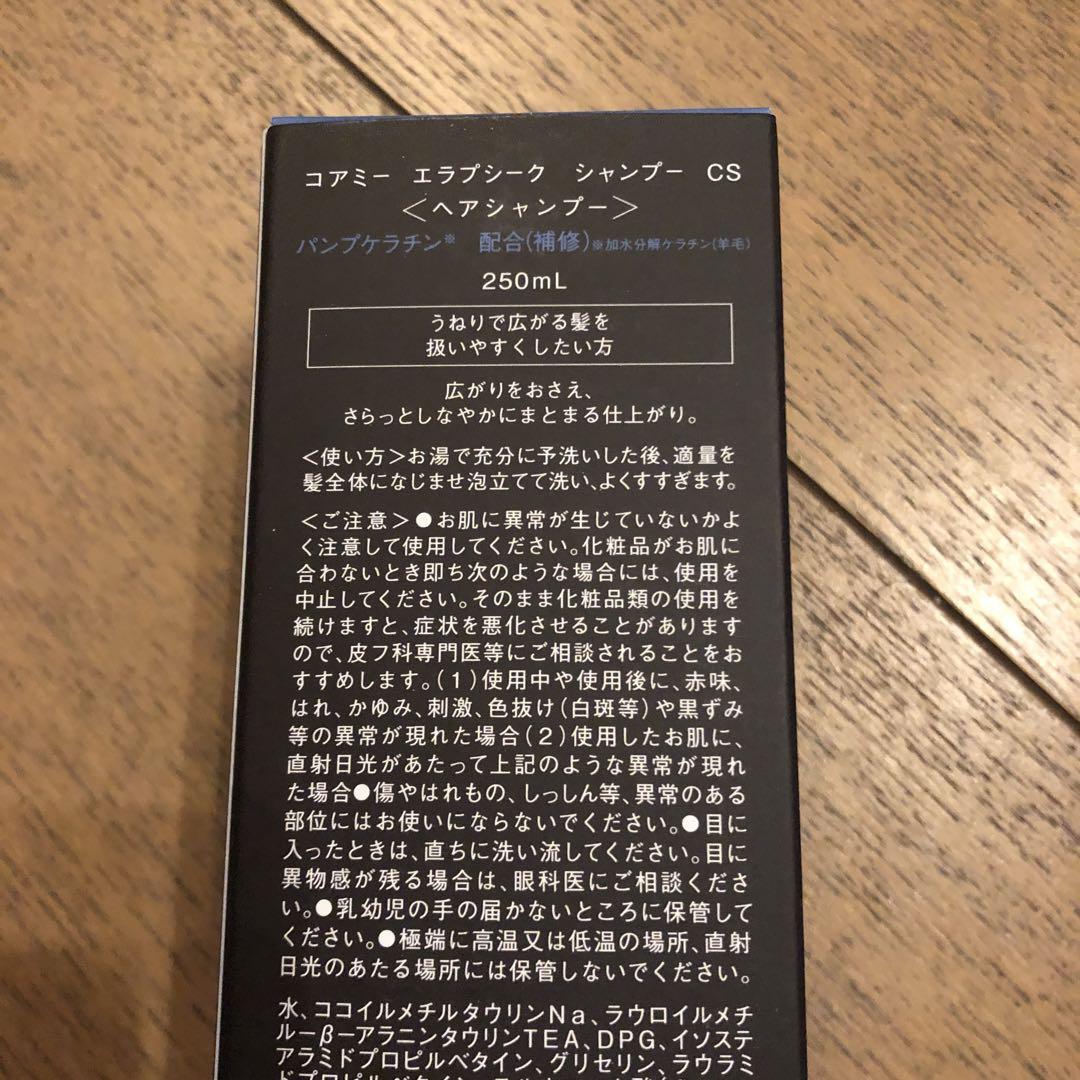 コアミー エラプシーク シャンプー CS
＜ヘアシャンプー＞
パンプケラチン※ 配合(補修)※加水分解ケラチン(羊毛)
250mL
うねりで広がる髪を
扱いやすくしたい方
広がりをおさえ、
さらっとしなやかにまとまる仕上がり。
＜使い方＞お湯で充分に予洗いした後、適量を
髪全体になじませ泡立てて洗い、よくすすぎます。
＜ご注意＞●お肌に異常が生じていないかよ
く注意して使用してください。化粧品がお肌に
合わないとき即ち次のような場合には、使用を
中止してください。そのまま化粧品類の使用を
続けますと、症状を悪化させることがあります
ので、皮フ科専門医等にご相談されることをお
すすめします。(1)使用中や使用後に、赤味、
はれ、かゆみ、刺激、色抜け(白斑等)や黒ずみ
等の異常が現れた場合(2)使用したお肌に、
直射日光があたって上記のような異常が現れ
た場合●傷やはれもの、しっしん等、異常のある
部位にはお使いにならないでください。●目に
入ったときは、直ちに洗い流してください。目に
異物感が残る場合は、眼科医にご相談くださ
い。●乳幼児の手の届かないところに保管して
ください。●極端に高温又は低温の場所、直射
日光のあたる場所には保管しないでください。
水、ココイルメチルタウリンNa、ラウロイルメチ
ル－β－アラニンタウリンTEA、DPG、イソステ
アラミドプロピルベタイン、グリセリン、ラウラミ